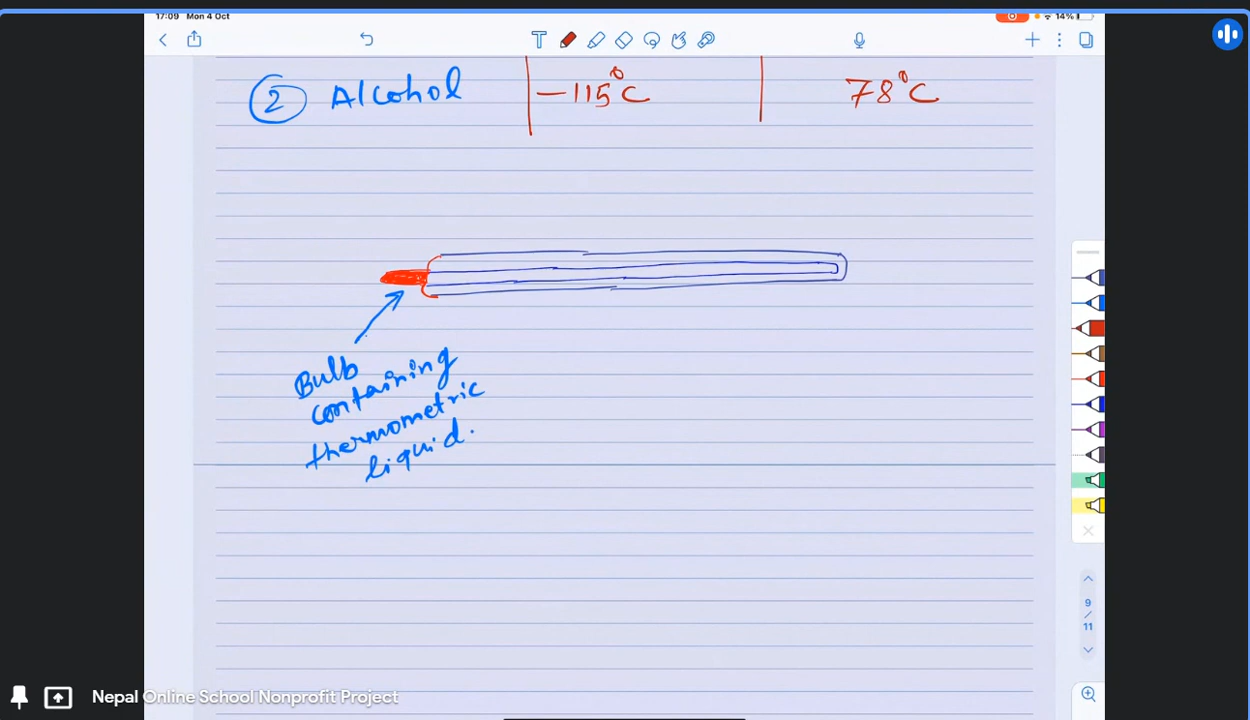 17:09 Mon 4 Oct
14%
T
② Alcohol -115°C 78°C
Bulb
containing
thermometric
liquid.
9
/
11
Nepal Online School Nonprofit Project